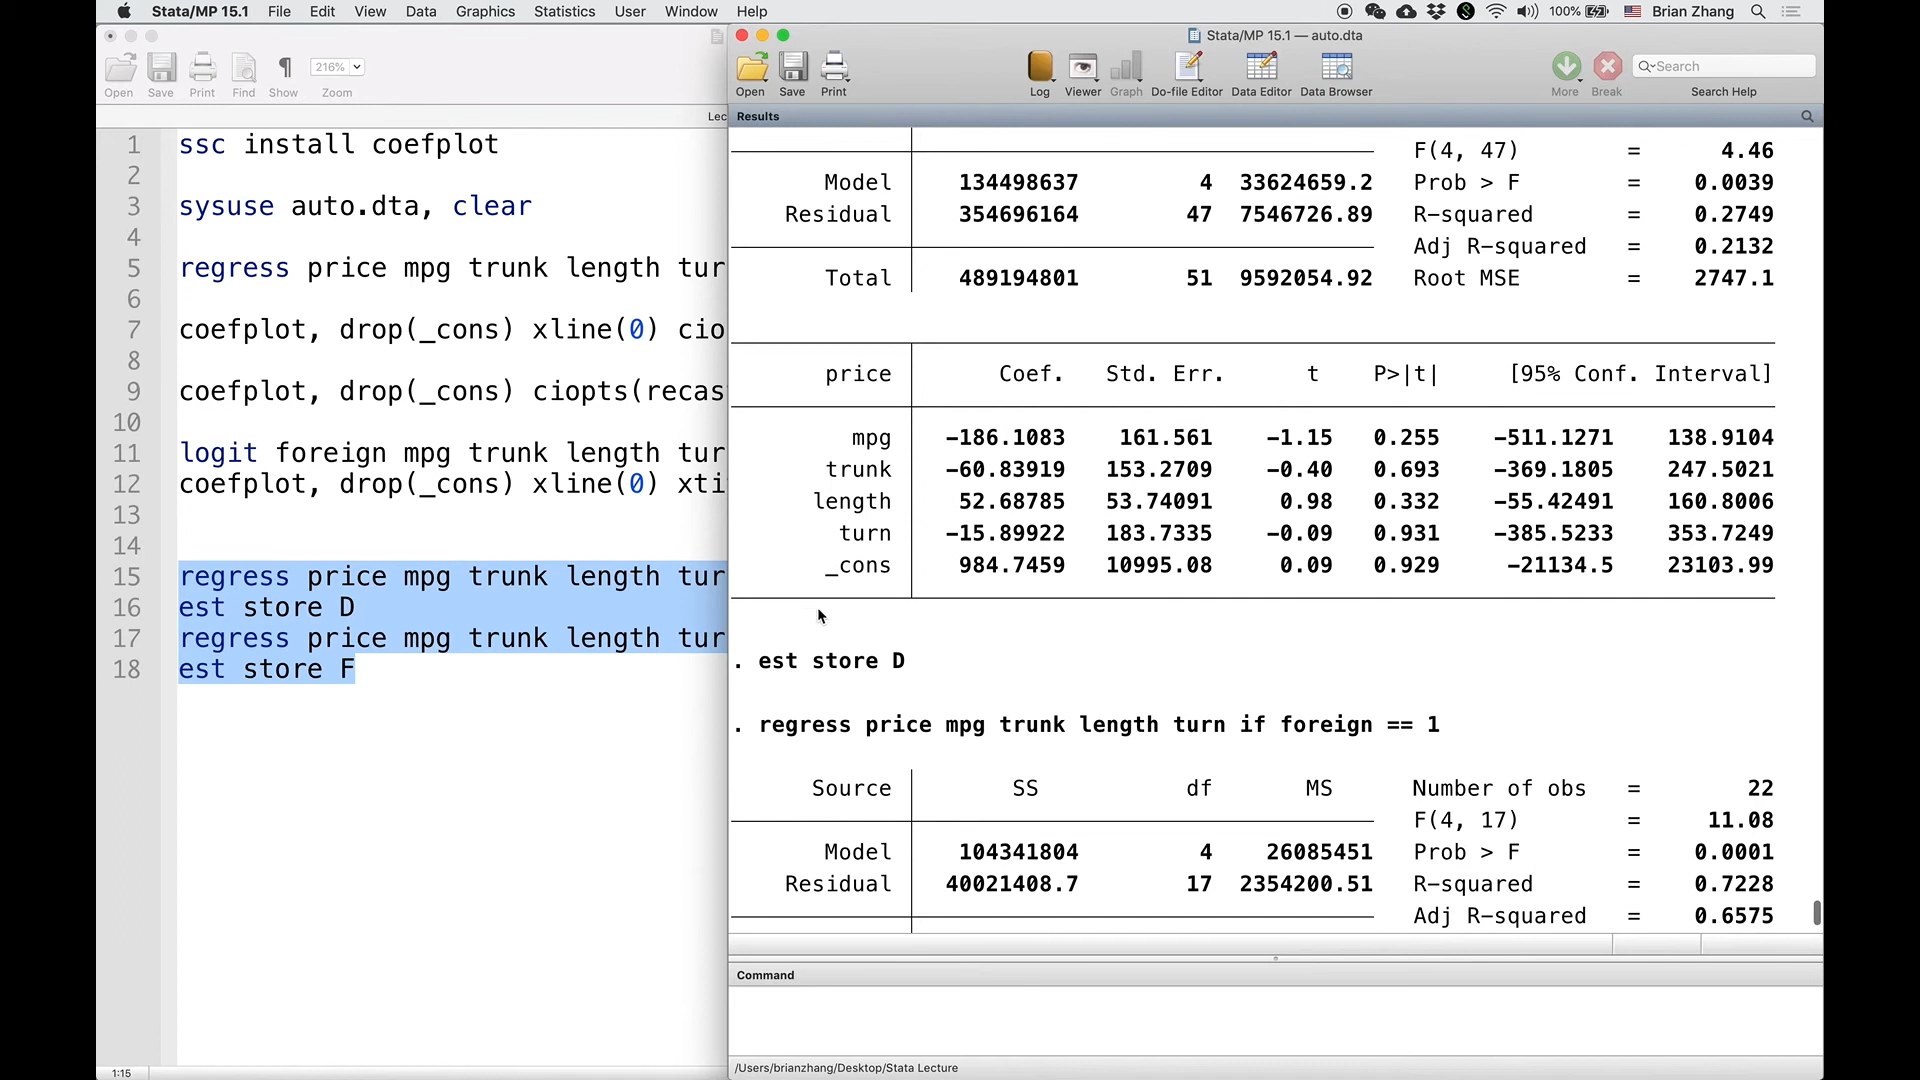 Stata/MP 15.1 File Edit View Data Graphics Statistics User Window Help 100% Brian Zhang
Open Save Print Find Show 216% Zoom
Lec
1 ssc install coefplot
2
3 sysuse auto.dta, clear
4
5 regress price mpg trunk length tur
6
7 coefplot, drop(_cons) xline(0) cio
8
9 coefplot, drop(_cons) ciopts(recas
10
11 logit foreign mpg trunk length tur
12 coefplot, drop(_cons) xline(0) xti
13
14
15 regress price mpg trunk length tur
16 est store D
17 regress price mpg trunk length tur
18 est store F
1:15
Stata/MP 15.1 — auto.dta
Open Save Print Log Viewer Graph Do-file Editor Data Editor Data Browser More Break Search Search Help
Results
F(4, 47) = 4.46
Model 134498637 4 33624659.2 Prob > F = 0.0039
Residual 354696164 47 7546726.89 R-squared = 0.2749
Adj R-squared = 0.2132
Total 489194801 51 9592054.92 Root MSE = 2747.1
price Coef. Std. Err. t P>|t| [95% Conf. Interval]
mpg -186.1083 161.561 -1.15 0.255 -511.1271 138.9104
trunk -60.83919 153.2709 -0.40 0.693 -369.1805 247.5021
length 52.68785 53.74091 0.98 0.332 -55.42491 160.8006
turn -15.89922 183.7335 -0.09 0.931 -385.5233 353.7249
_cons 984.7459 10995.08 0.09 0.929 -21134.5 23103.99
. est store D
. regress price mpg trunk length turn if foreign == 1
Source SS df MS Number of obs = 22
F(4, 17) = 11.08
Model 104341804 4 26085451 Prob > F = 0.0001
Residual 40021408.7 17 2354200.51 R-squared = 0.7228
Adj R-squared = 0.6575
Command
/Users/brianzhang/Desktop/Stata Lecture